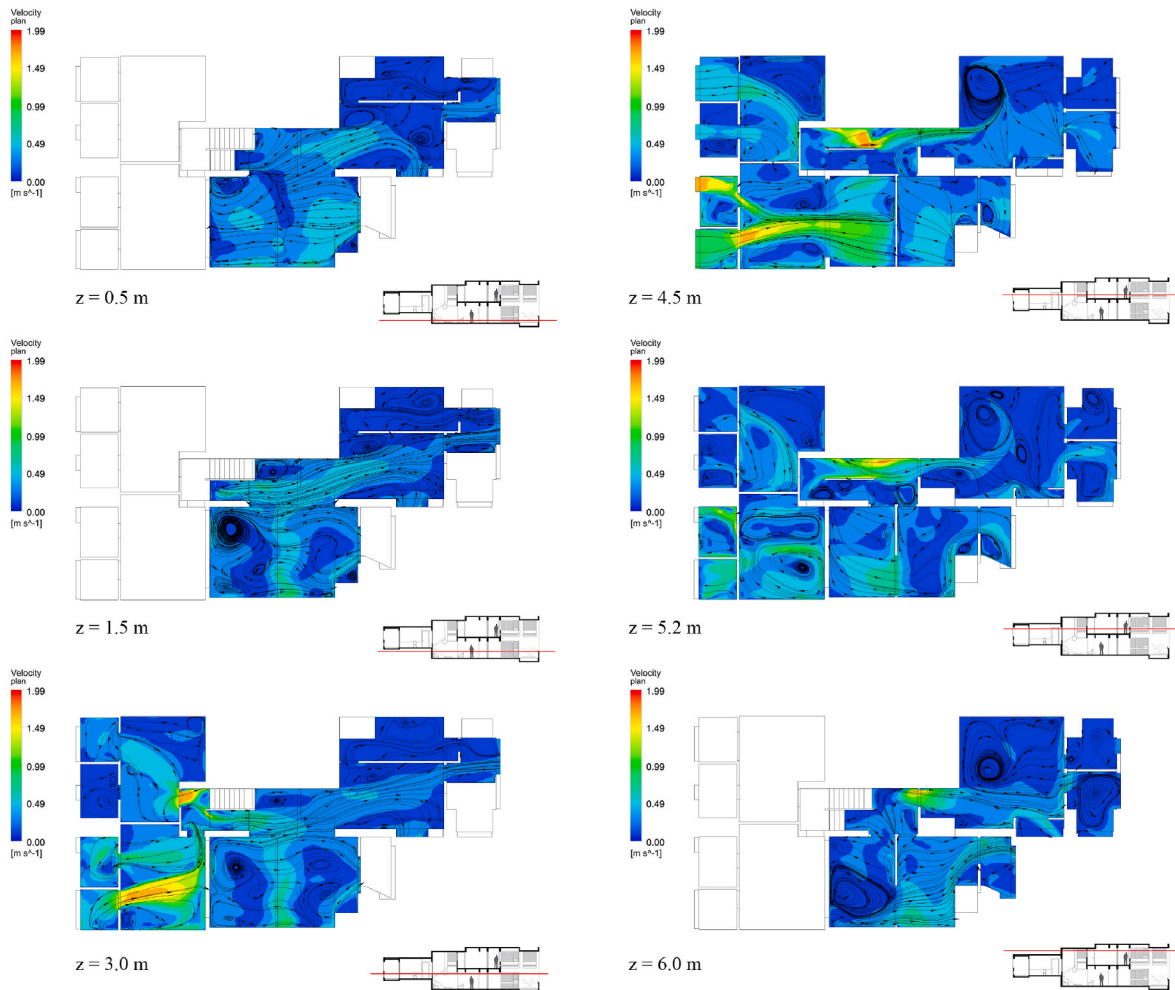 Velocity
plan
1.99
1.49
0.99
0.49
0.00
[m s^-1]
z = 0.5 m
Velocity
plan
1.99
1.49
0.99
0.49
0.00
[m s^-1]
z = 4.5 m
Velocity
plan
1.99
1.49
0.99
0.49
0.00
[m s^-1]
z = 1.5 m
Velocity
plan
1.99
1.49
0.99
0.49
0.00
[m s^-1]
z = 5.2 m
Velocity
plan
1.99
1.49
0.99
0.49
0.00
[m s^-1]
z = 3.0 m
Velocity
plan
1.99
1.49
0.99
0.49
0.00
[m s^-1]
z = 6.0 m